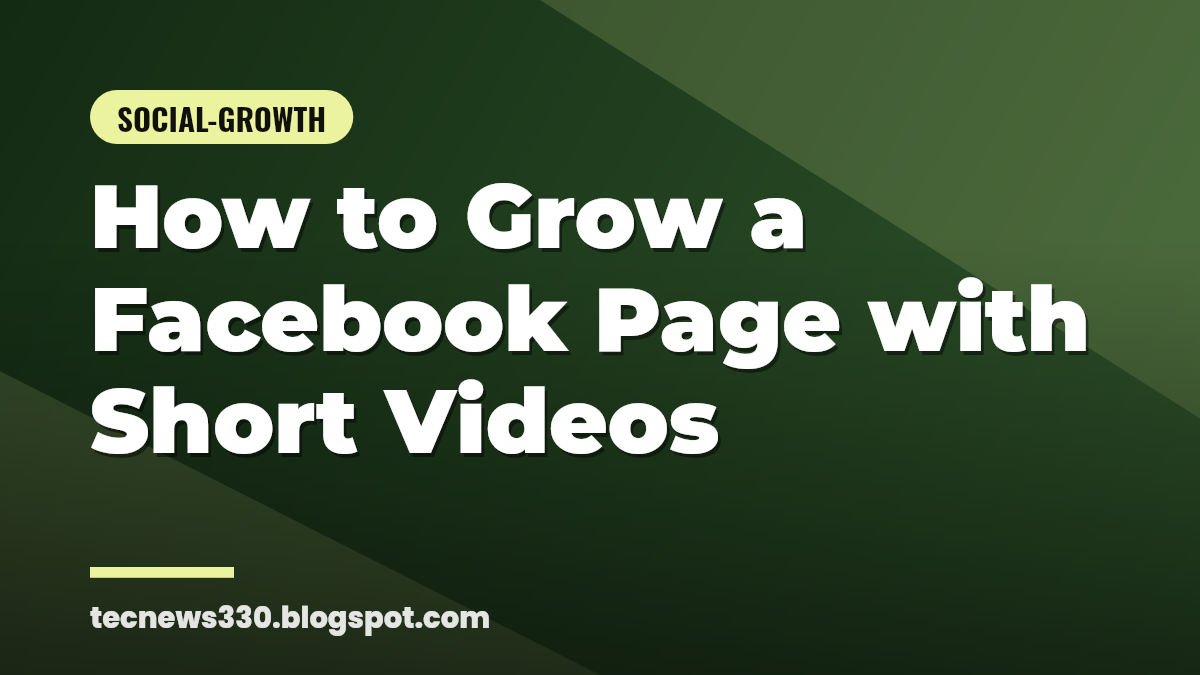 SOCIAL-GROWTH
How to Grow a
Facebook Page with
Short Videos
tecnews330.blogspot.com